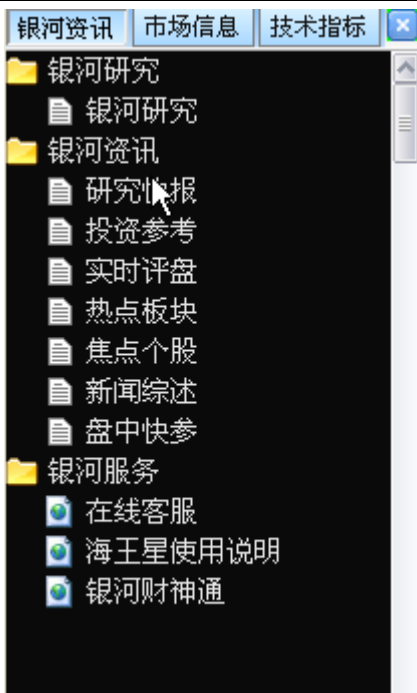 银河资讯 市场信息 技术指标
银河研究
银河研究
银河资讯
研究快报
投资参考
实时评盘
热点板块
焦点个股
新闻综述
盘中快参
银河服务
在线客服
海王星使用说明
银河财神通